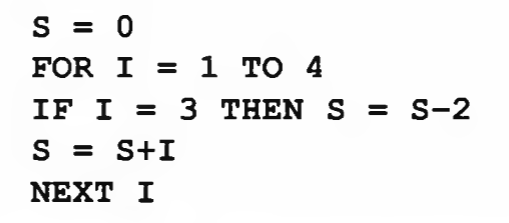 S = 0
FOR I = 1 TO 4
IF I = 3 THEN S = S-2
S = S+I
NEXT I